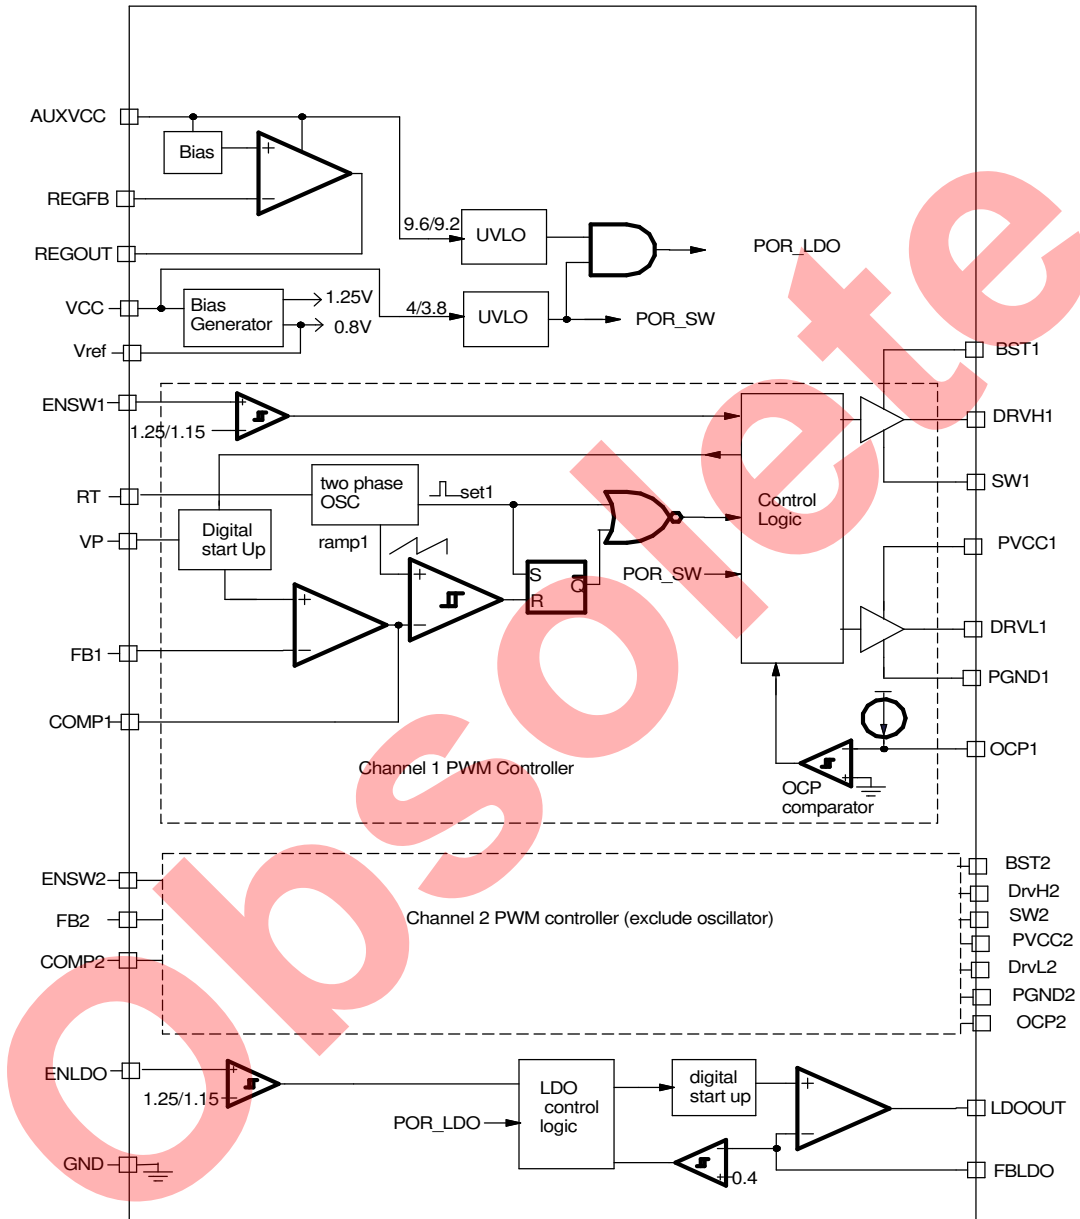 AUXVCC
Bias
+
−
REGFB
REGOUT
9.6/9.2
UVLO
POR_LDO
VCC
Bias
Generator
1.25V
0.8V
4/3.8
UVLO
POR_SW
Vref
BST1
ENSW1
+
1.25/1.15
−
DRVH1
RT
two phase
OSC
set1
SW1
Control
Logic
VP
Digital
start Up
ramp1
PVCC1
+
−
S
R
Q
POR_SW
+
−
DRVL1
FB1
PGND1
COMP1
−
+
OCP1
Channel 1 PWM Controller
OCP
comparator
ENSW2
FB2
COMP2
Channel 2 PWM controller (exclude oscillator)
BST2
DrvH2
SW2
PVCC2
DrvL2
PGND2
OCP2
ENLDO
+
1.25/1.15
−
LDO
control
logic
digital
start up
+
−
LDOOUT
POR_LDO
−
+
0.4
GND
FBLDO
Obsolete